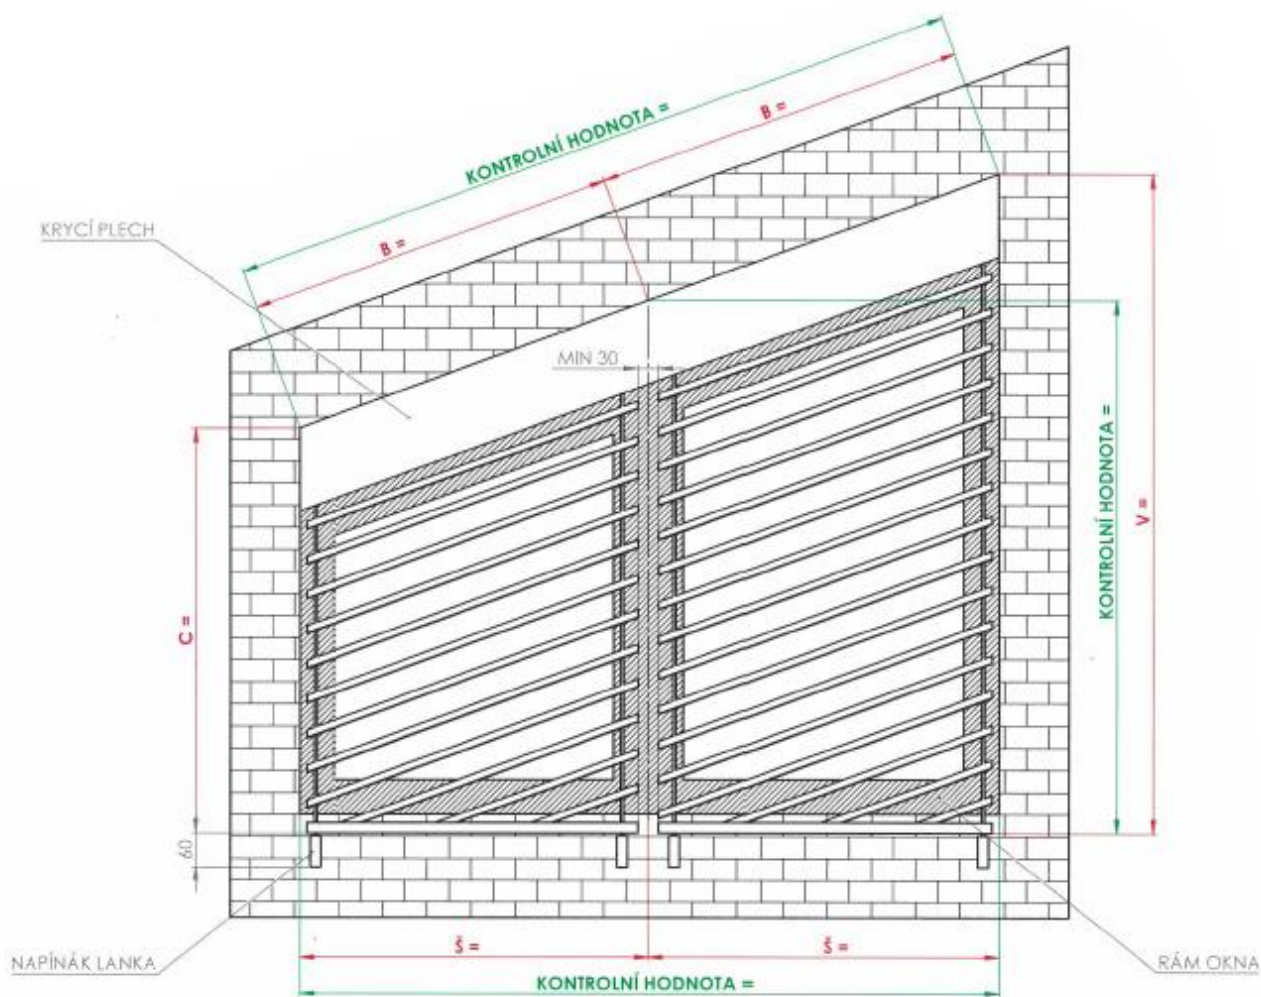 KONTROLNÍ HODNOTA =
B =
B =
KRYCÍ PLECH
MIN 30
KONTROLNÍ HODNOTA =
V =
C =
60
Š =
Š =
NAPÍNÁK LANKA
RÁM OKNA
KONTROLNÍ HODNOTA =